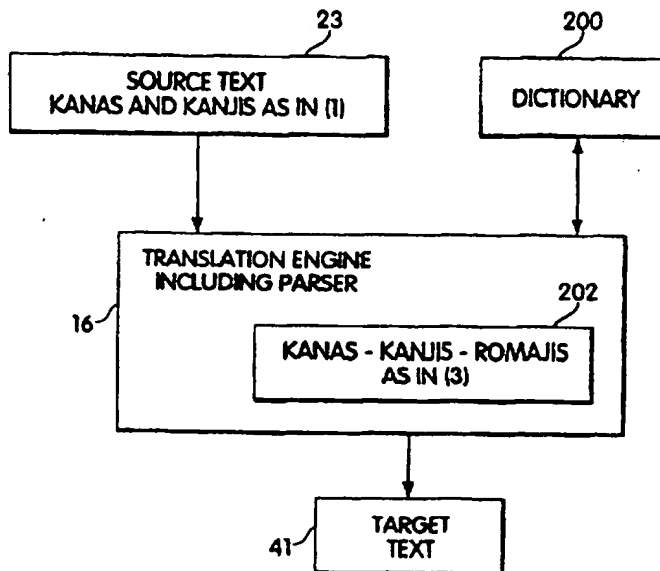 23
SOURCE TEXT
KANAS AND KANJIS AS IN (1)
200
DICTIONARY
TRANSLATION ENGINE
INCLUDING PARSER
16
202
KANAS - KANJIS - ROMAJIS
AS IN (3)
41
TARGET
TEXT